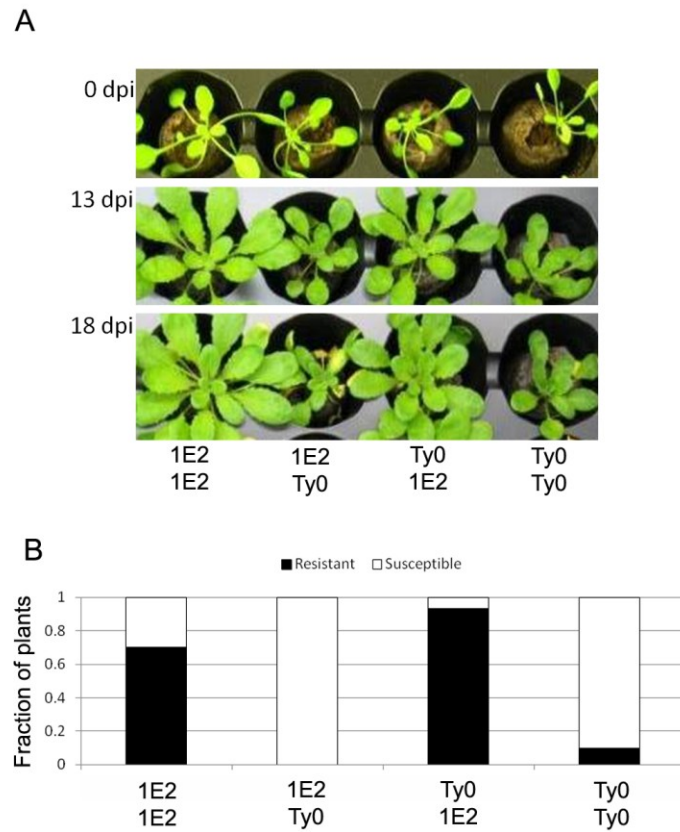 A
0 dpi
13 dpi
18 dpi
1E2 1E2 Ty0 Ty0
1E2 Ty0 1E2 Ty0
B
Resistant Susceptible
Fraction of plants
1
0.8
0.6
0.4
0.2
0
1E2 1E2 Ty0 Ty0
1E2 Ty0 1E2 Ty0